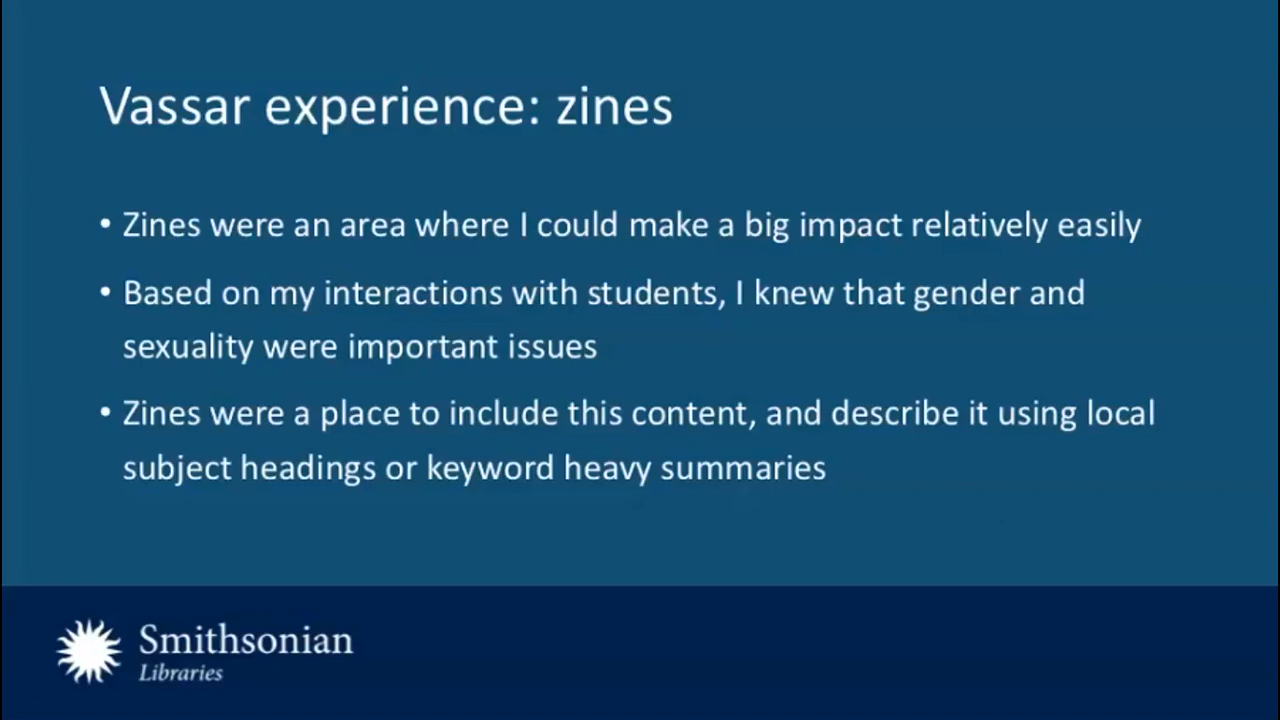 Vassar experience: zines
• Zines were an area where I could make a big impact relatively easily
• Based on my interactions with students, I knew that gender and
sexuality were important issues
• Zines were a place to include this content, and describe it using local
subject headings or keyword heavy summaries
Smithsonian
Libraries